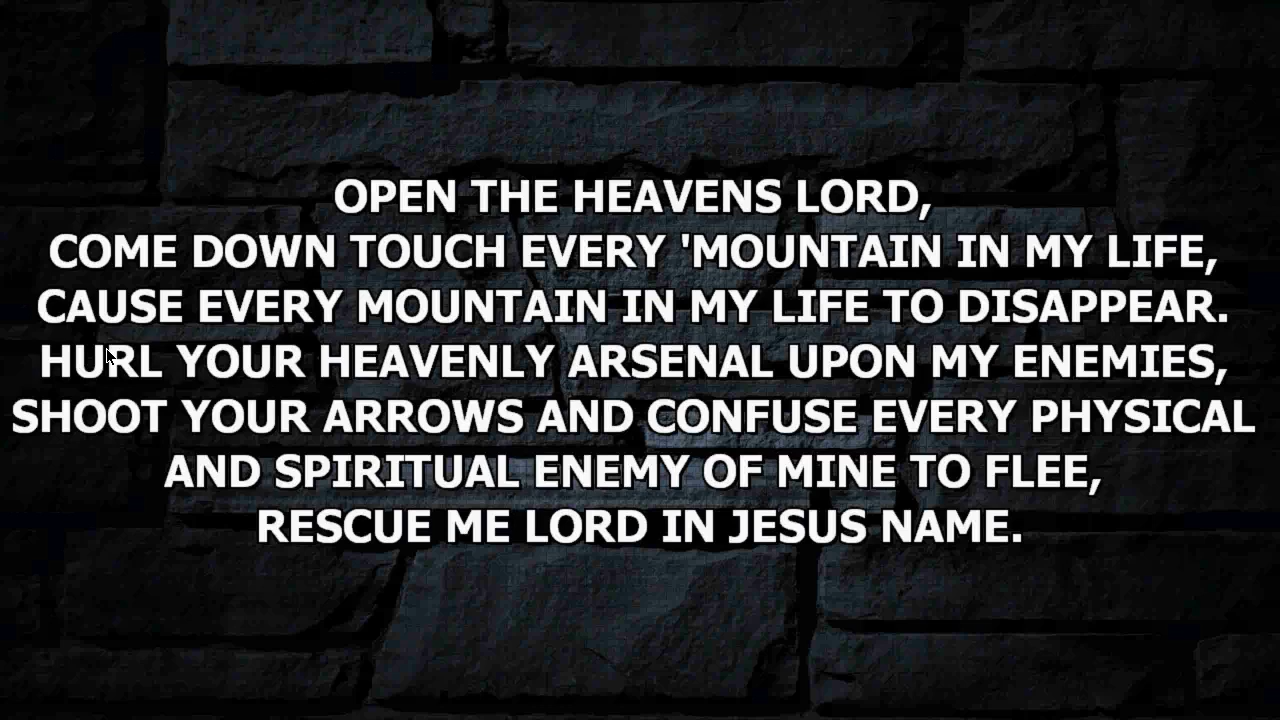 OPEN THE HEAVENS LORD,
COME DOWN TOUCH EVERY 'MOUNTAIN IN MY LIFE,
CAUSE EVERY MOUNTAIN IN MY LIFE TO DISAPPEAR.
HURL YOUR HEAVENLY ARSENAL UPON MY ENEMIES,
SHOOT YOUR ARROWS AND CONFUSE EVERY PHYSICAL
AND SPIRITUAL ENEMY OF MINE TO FLEE,
RESCUE ME LORD IN JESUS NAME.